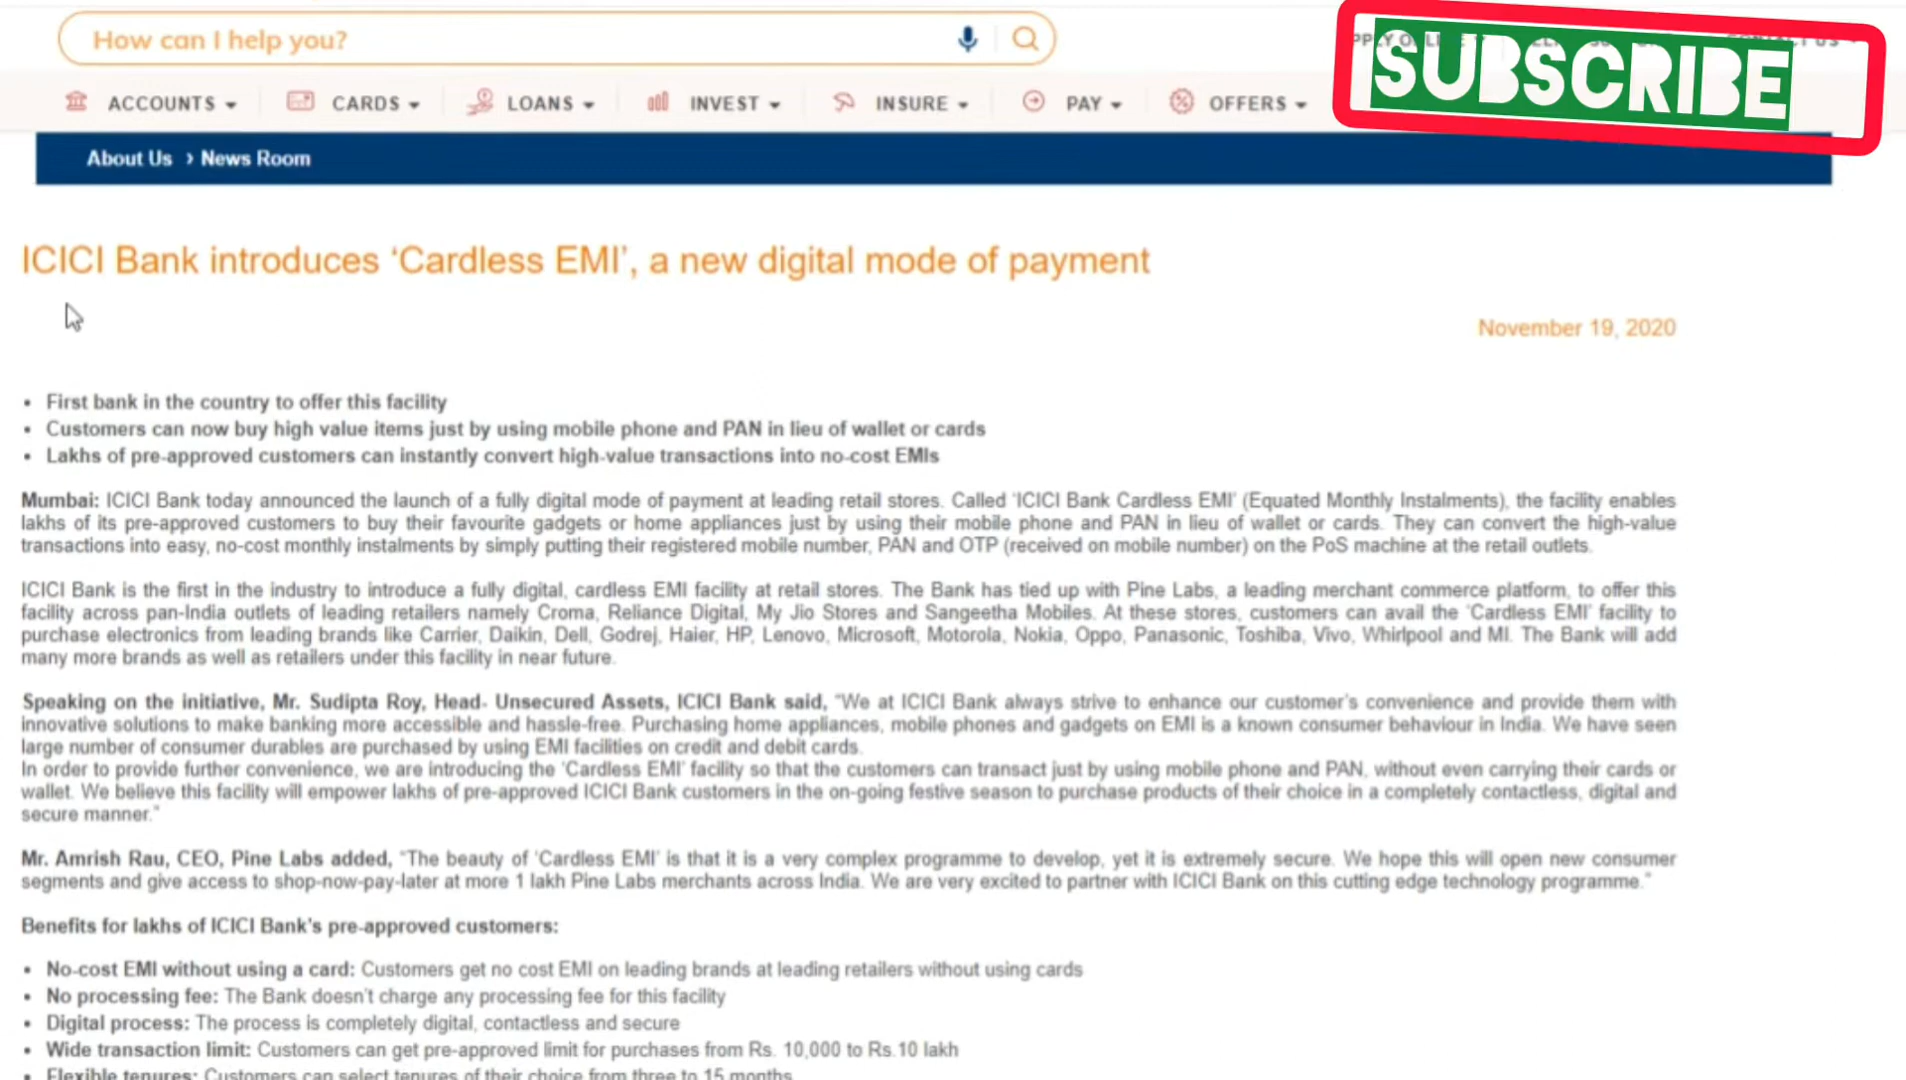 How can I help you?
SUBSCRIBE
ACCOUNTS
CARDS
LOANS
INVEST
INSURE
PAY
OFFERS
About Us › News Room
ICICI Bank introduces ‘Cardless EMI’, a new digital mode of payment
November 19, 2020
• First bank in the country to offer this facility
• Customers can now buy high value items just by using mobile phone and PAN in lieu of wallet or cards
• Lakhs of pre-approved customers can instantly convert high-value transactions into no-cost EMIs
Mumbai: ICICI Bank today announced the launch of a fully digital mode of payment at leading retail stores. Called ‘ICICI Bank Cardless EMI’ (Equated Monthly Instalments), the facility enables
lakhs of its pre-approved customers to buy their favourite gadgets or home appliances just by using their mobile phone and PAN in lieu of wallet or cards. They can convert the high-value
transactions into easy, no-cost monthly instalments by simply putting their registered mobile number, PAN and OTP (received on mobile number) on the PoS machine at the retail outlets.
ICICI Bank is the first in the industry to introduce a fully digital, cardless EMI facility at retail stores. The Bank has tied up with Pine Labs, a leading merchant commerce platform, to offer this
facility across pan-India outlets of leading retailers namely Croma, Reliance Digital, My Jio Stores and Sangeetha Mobiles. At these stores, customers can avail the ‘Cardless EMI’ facility to
purchase electronics from leading brands like Carrier, Daikin, Dell, Godrej, Haier, HP, Lenovo, Microsoft, Motorola, Nokia, Oppo, Panasonic, Toshiba, Vivo, Whirlpool and MI. The Bank will add
many more brands as well as retailers under this facility in near future.
Speaking on the initiative, Mr. Sudipta Roy, Head- Unsecured Assets, ICICI Bank said, “We at ICICI Bank always strive to enhance our customer’s convenience and provide them with
innovative solutions to make banking more accessible and hassle-free. Purchasing home appliances, mobile phones and gadgets on EMI is a known consumer behaviour in India. We have seen
large number of consumer durables are purchased by using EMI facilities on credit and debit cards.
In order to provide further convenience, we are introducing the ‘Cardless EMI’ facility so that the customers can transact just by using mobile phone and PAN, without even carrying their cards or
wallet. We believe this facility will empower lakhs of pre-approved ICICI Bank customers in the on-going festive season to purchase products of their choice in a completely contactless, digital and
secure manner.”
Mr. Amrish Rau, CEO, Pine Labs added, “The beauty of ‘Cardless EMI’ is that it is a very complex programme to develop, yet it is extremely secure. We hope this will open new consumer
segments and give access to shop-now-pay-later at more 1 lakh Pine Labs merchants across India. We are very excited to partner with ICICI Bank on this cutting edge technology programme.”
Benefits for lakhs of ICICI Bank's pre-approved customers:
• No-cost EMI without using a card: Customers get no cost EMI on leading brands at leading retailers without using cards
• No processing fee: The Bank doesn’t charge any processing fee for this facility
• Digital process: The process is completely digital, contactless and secure
• Wide transaction limit: Customers can get pre-approved limit for purchases from Rs. 10,000 to Rs.10 lakh
• Flexible tenures: Customers can select tenures of their choice from three to 15 months